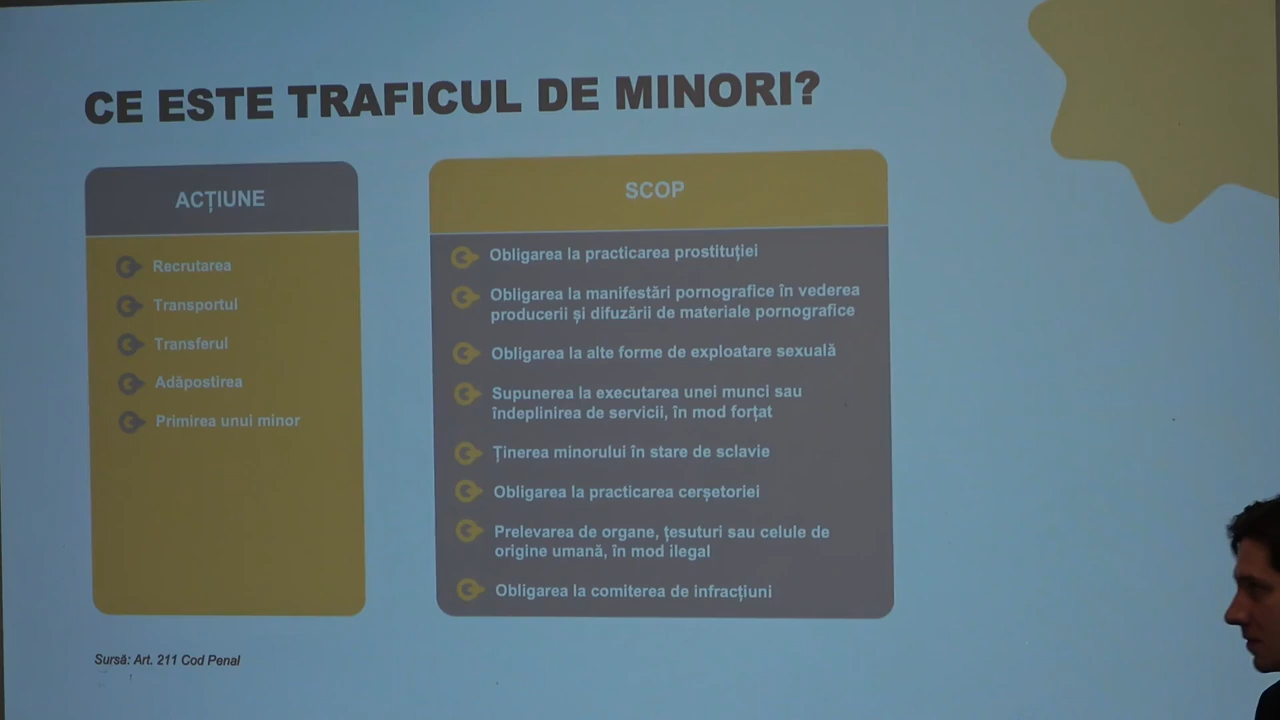 CE ESTE TRAFICUL DE MINORI?
ACȚIUNE
Recrutarea
Transportul
Transferul
Adăpostirea
Primirea unui minor
SCOP
Obligarea la practicarea prostituției
Obligarea la manifestări pornografice în vederea
producerii și difuzării de materiale pornografice
Obligarea la alte forme de exploatare sexuală
Supunerea la executarea unei munci sau
îndeplinirea de servicii, în mod forțat
Ținerea minorului în stare de sclavie
Obligarea la practicarea cerșetoriei
Prelevarea de organe, țesuturi sau celule de
origine umană, în mod ilegal
Obligarea la comiterea de infracțiuni
Sursă: Art. 211 Cod Penal